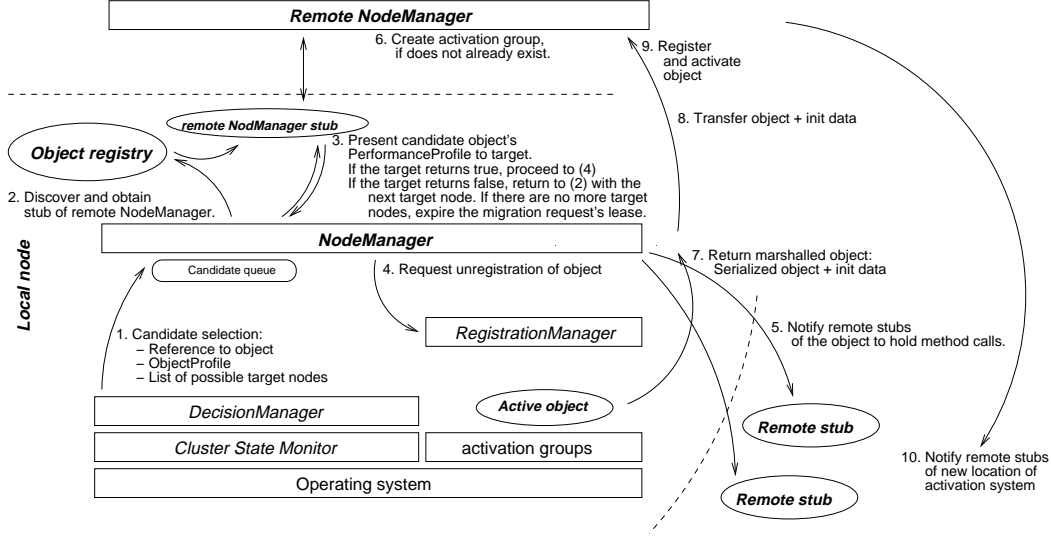 Remote NodeManager
6. Create activation group,
if does not already exist.
9. Register
and activate
object
8. Transfer object + init data
remote NodManager stub
Object registry
3. Present candidate object's
PerformanceProfile to target.
If the target returns true, proceed to (4)
If the target returns false, return to (2) with the
next target node. If there are no more target
nodes, expire the migration request's lease.
2. Discover and obtain
stub of remote NodeManager.
NodeManager
Candidate queue
4. Request unregistration of object
7. Return marshalled object:
Serialized object + init data
Local node
RegistrationManager
5. Notify remote stubs
of the object to hold method calls.
1. Candidate selection:
– Reference to object
– ObjectProfile
– List of possible target nodes
DecisionManager
Active object
Remote stub
Cluster State Monitor
activation groups
10. Notify remote stubs
of new location of
activation system
Operating system
Remote stub